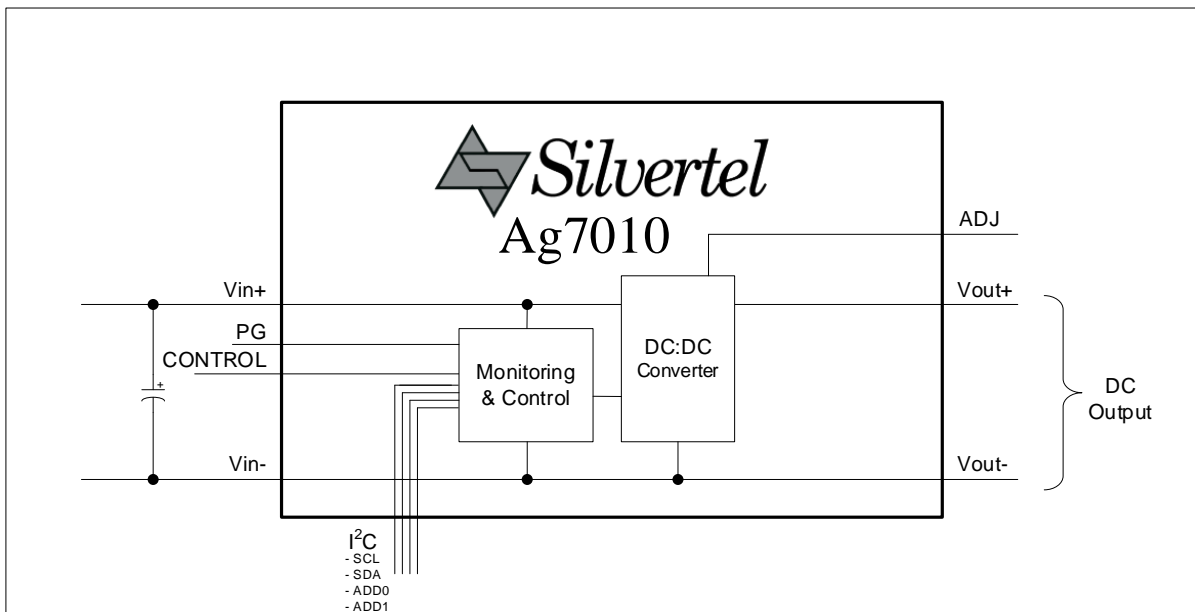 Silvertel
Ag7010
ADJ
Vin+
Vout+
PG
CONTROL
+
Monitoring
& Control
DC:DC
Converter
DC
Output
Vin-
Vout-
I²C
- SCL
- SDA
- ADD0
- ADD1